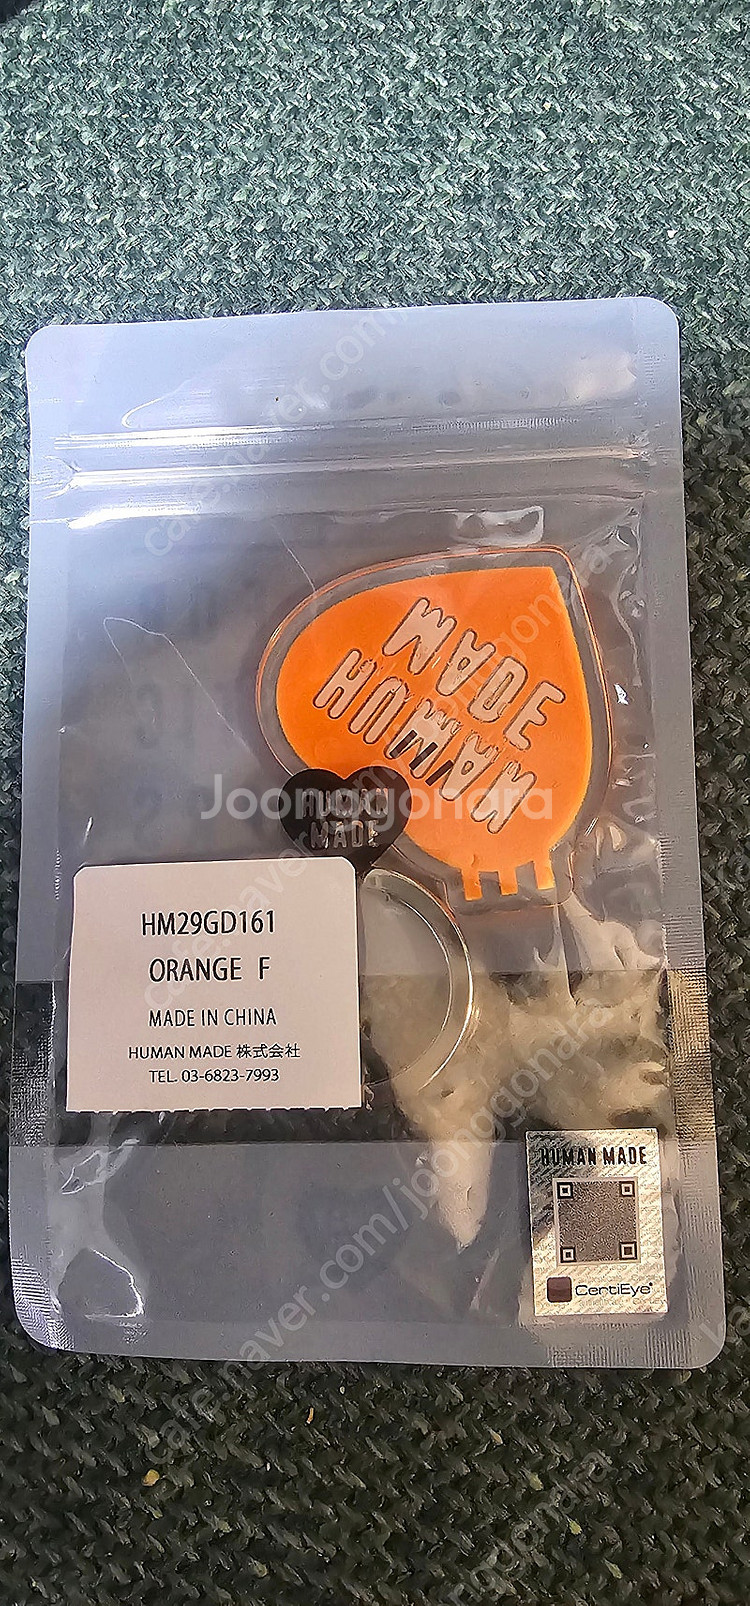 HUMAN
MADE
HUMAN
MADE
Joonggonara
HM29GD161
ORANGE F
MADE IN CHINA
HUMAN MADE 株式会社
TEL. 03-6823-7993
HUMAN MADE
CertiEye
cafe.naver.com/joonggonara